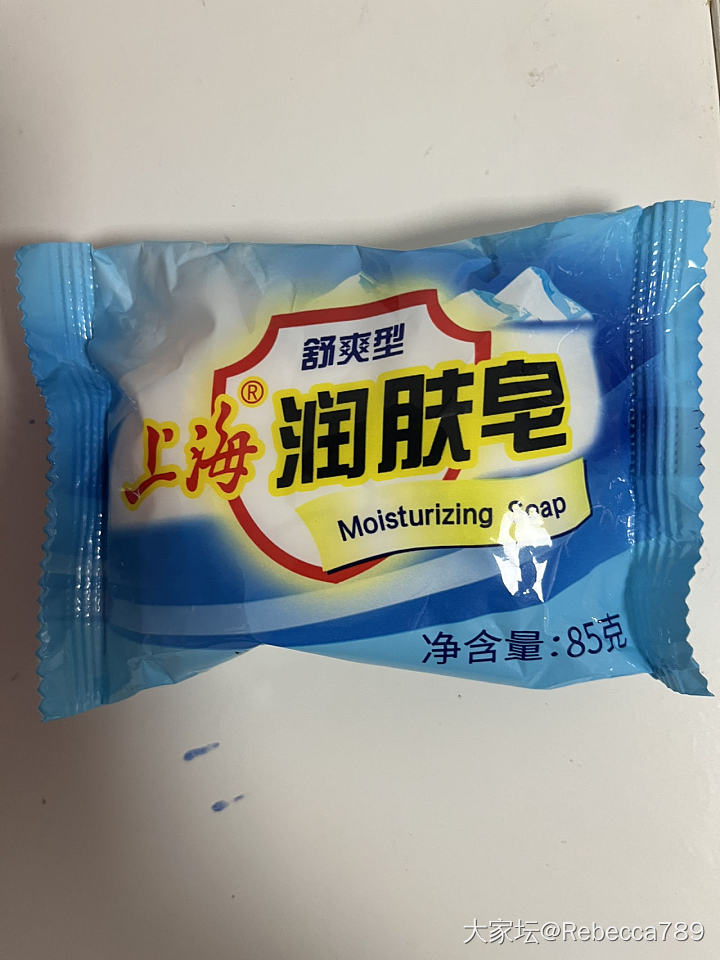 舒爽型
上海®
润肤皂
Moisturizing Soap
净含量:85克
大家坛@Rebecca789